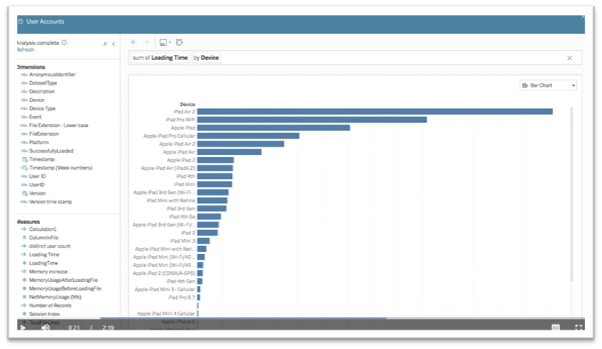 User Accounts
Analysis complete
Refresh
sum of Loading Time by Device
Bar Chart
Dimensions
AnonymousIdentifier
DatasetType
Description
Device
Device Type
Event
File Extension - Lower case
FileExtension
Platform
SuccessfullyLoaded
Timestamp
Timestamp (Week numbers)
User ID
UserID
Version
Version time stamp
Measures
Calculation1
ColumnInFile
distinct user count
Loading Time
LoadingTime
Memory increase
MemoryUsageAfterLoadingFile
MemoryUsageBeforeLoadingFile
NetMemoryUsage (Mb)
Number of Records
Session Index
Device
iPad Air 2
iPad Pro Wifi
Apple iPad
Apple iPad Pro Cellular
Apple iPad Air 2
Apple iPad Air
Apple iPad 2
Apple iPad Air (iPad4,2)
iPad 4th
iPad Mini
Apple iPad 3rd Gen (Wi-Fi...
iPad Mini with Retina
iPad 3rd Gen
iPad 4th Ge
Apple iPad 3rd Gen (Wi-Fi/...
iPad 2
iPad Mini 3
Apple iPad Mini with Reti...
Apple iPad Mini (Wi-Fi/4G...
Apple iPad Mini (Wi-Fi/4G...
Apple iPad 2 (CDMA/A-GPS)
iPad 4th Gen
Apple iPad Mini 3 - Cellular
iPad Pro 9.7
Apple iPad Mini 4 Cellular
0:21 / 2:19